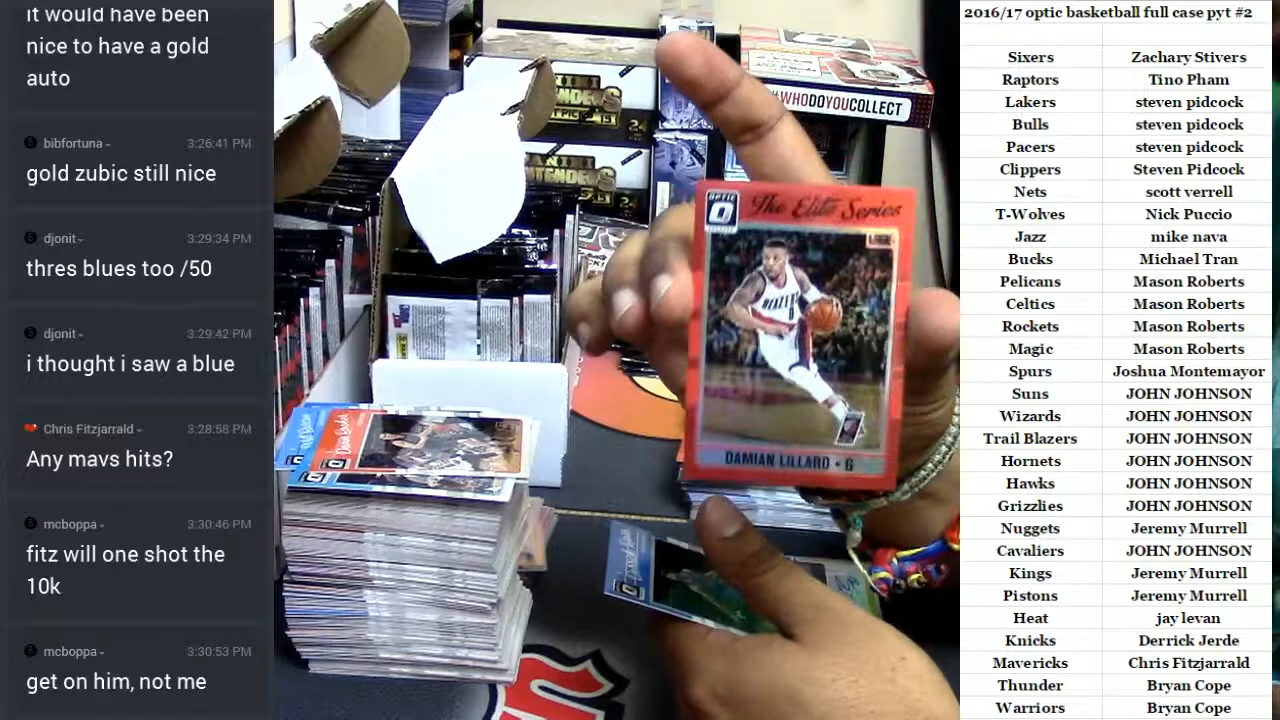 it would have been
nice to have a gold
auto
bibfortuna 3:26:41 PM
gold zubic still nice
djonit 3:29:34 PM
thres blues too /50
djonit 3:29:42 PM
i thought i saw a blue
Chris Fitzjarrald 3:28:58 PM
Any mavs hits?
mcboppa 3:30:46 PM
fitz will one shot the
10k
mcboppa 3:30:53 PM
get on him, not me
24
#WHODOYOUCOLLECT
OPTIC
The Elite Series
BLAZERS
0
DAMIAN LILLARD • G
2016/17 optic basketball full case pyt #2
Sixers Zachary Stivers
Raptors Tino Pham
Lakers steven pidcock
Bulls steven pidcock
Pacers steven pidcock
Clippers Steven Pidcock
Nets scott verrell
T-Wolves Nick Puccio
Jazz mike nava
Bucks Michael Tran
Pelicans Mason Roberts
Celtics Mason Roberts
Rockets Mason Roberts
Magic Mason Roberts
Spurs Joshua Montemayor
Suns JOHN JOHNSON
Wizards JOHN JOHNSON
Trail Blazers JOHN JOHNSON
Hornets JOHN JOHNSON
Hawks JOHN JOHNSON
Grizzlies JOHN JOHNSON
Nuggets Jeremy Murrell
Cavaliers JOHN JOHNSON
Kings Jeremy Murrell
Pistons Jeremy Murrell
Heat jay levan
Knicks Derrick Jerde
Mavericks Chris Fitzjarrald
Thunder Bryan Cope
Warriors Bryan Cope